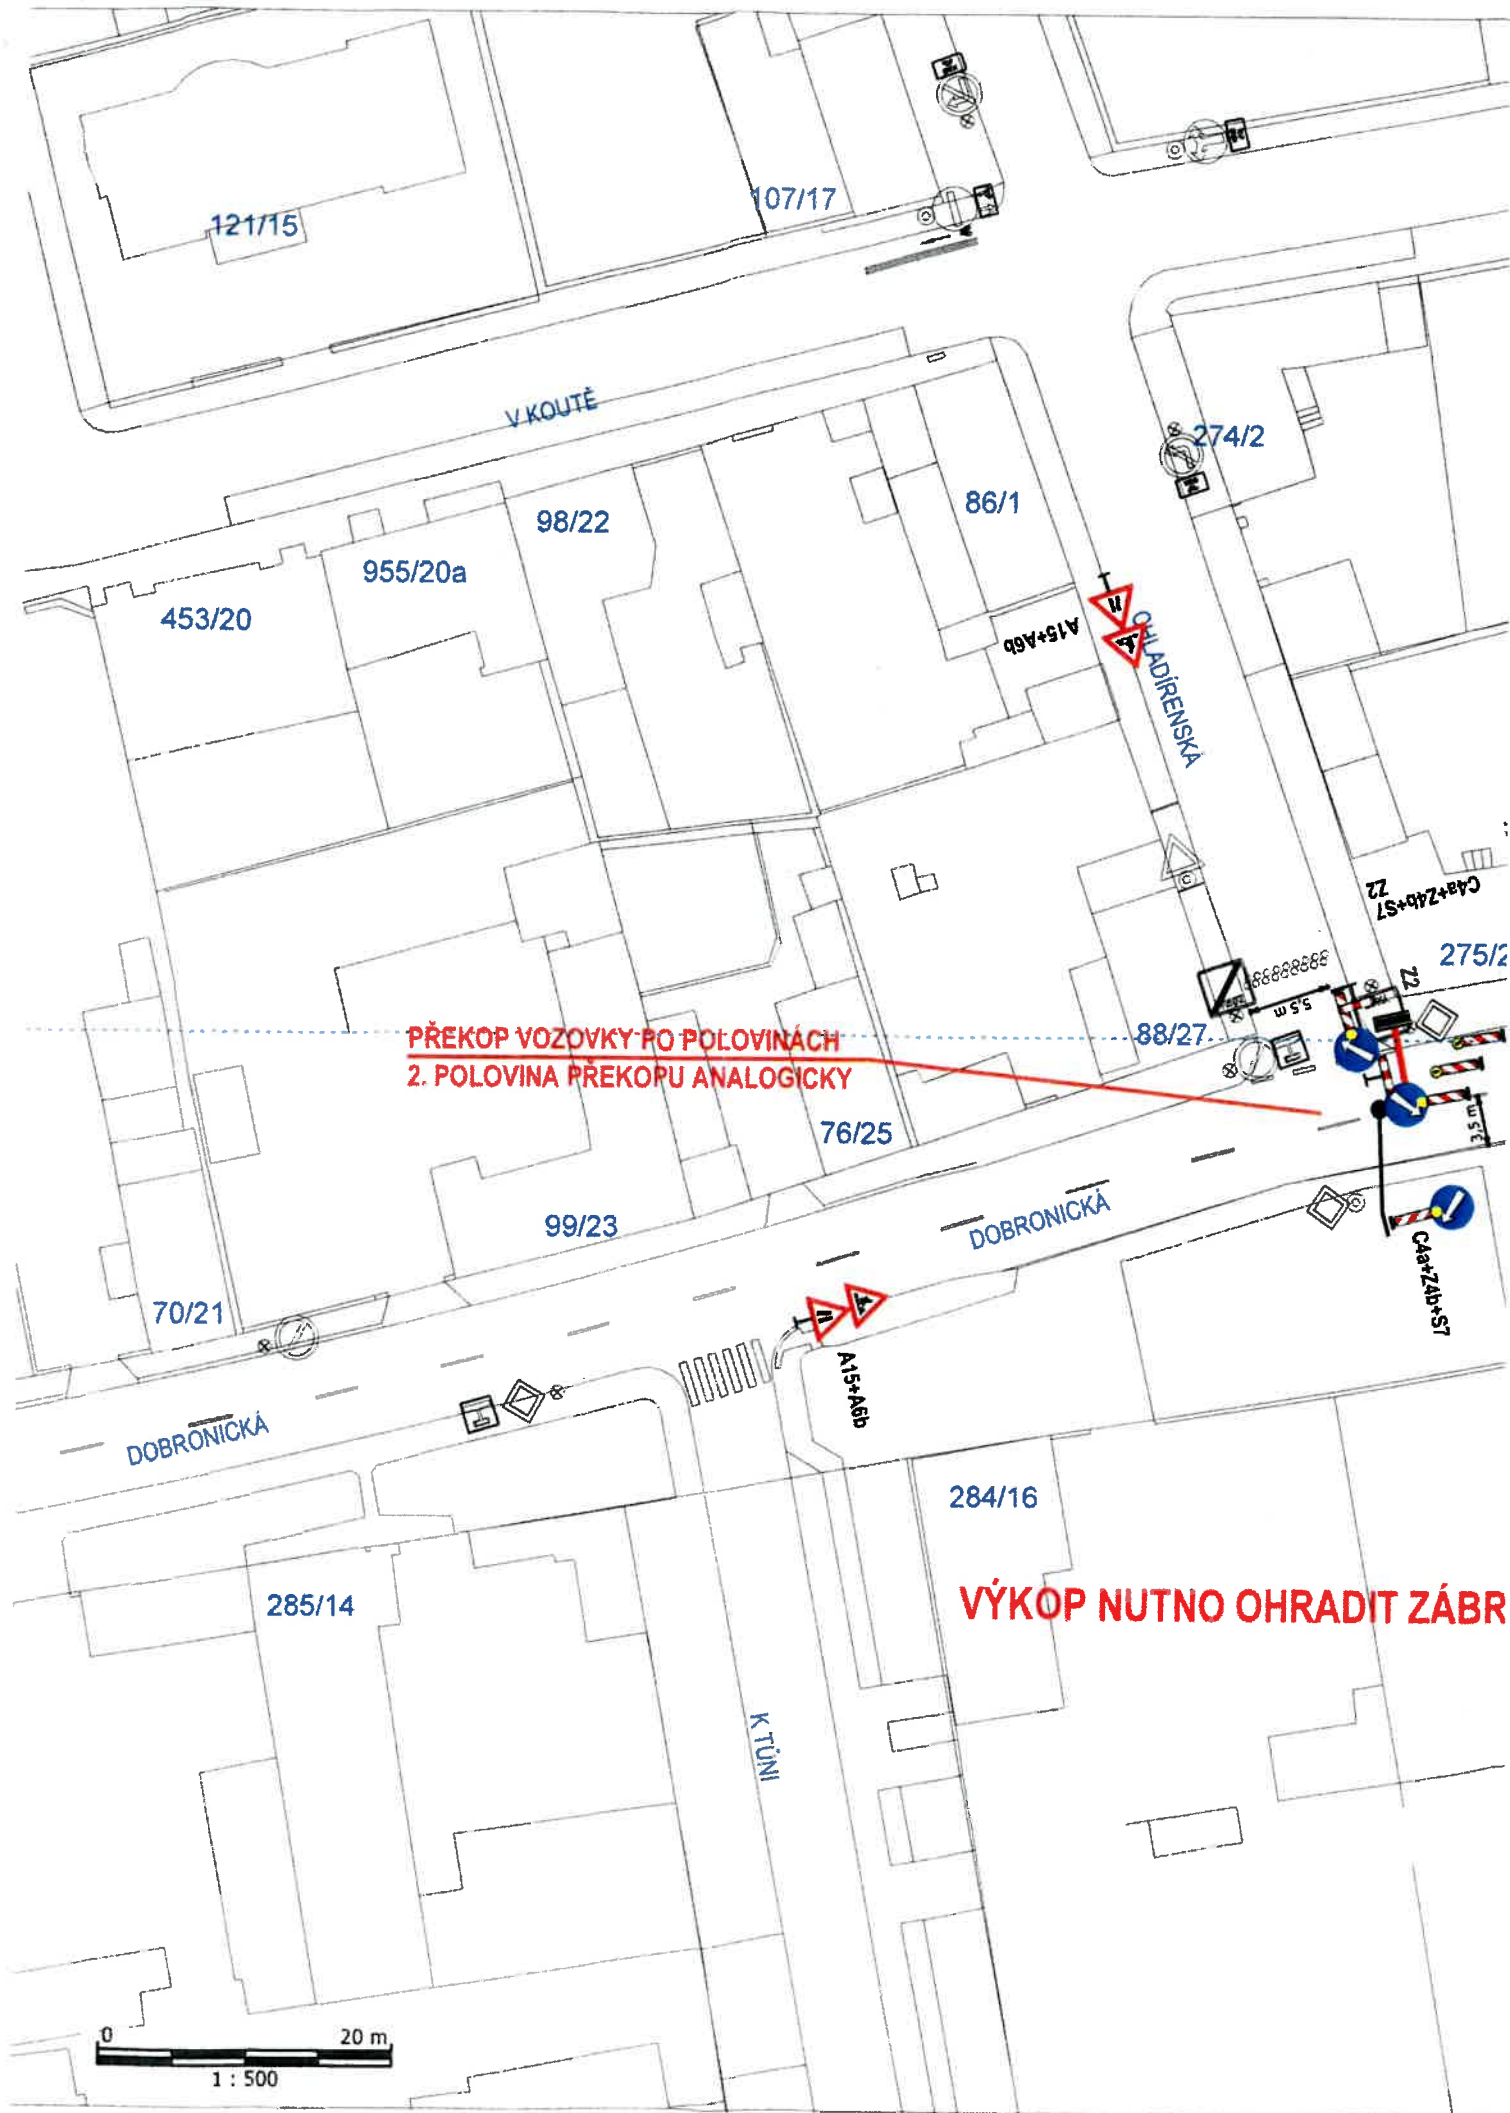 121/15
107/17
V KOUTĚ
274/2
86/1
98/22
955/20a
453/20
A15+A6b
OHLADÍRENSKÁ
C4a+Z4b+S7
Z2
275/2
Z2
5,5 m
88/27
PŘEKOP VOZOVKY PO POLOVINÁCH
2. POLOVINA PŘEKOPU ANALOGICKY
76/25
3,5 m
99/23
DOBRONICKÁ
C4a+Z4b+S7
70/21
A15+A6b
DOBRONICKÁ
284/16
285/14
VÝKOP NUTNO OHRADIT ZÁBR
K TŮNI
0 20 m
1 : 500